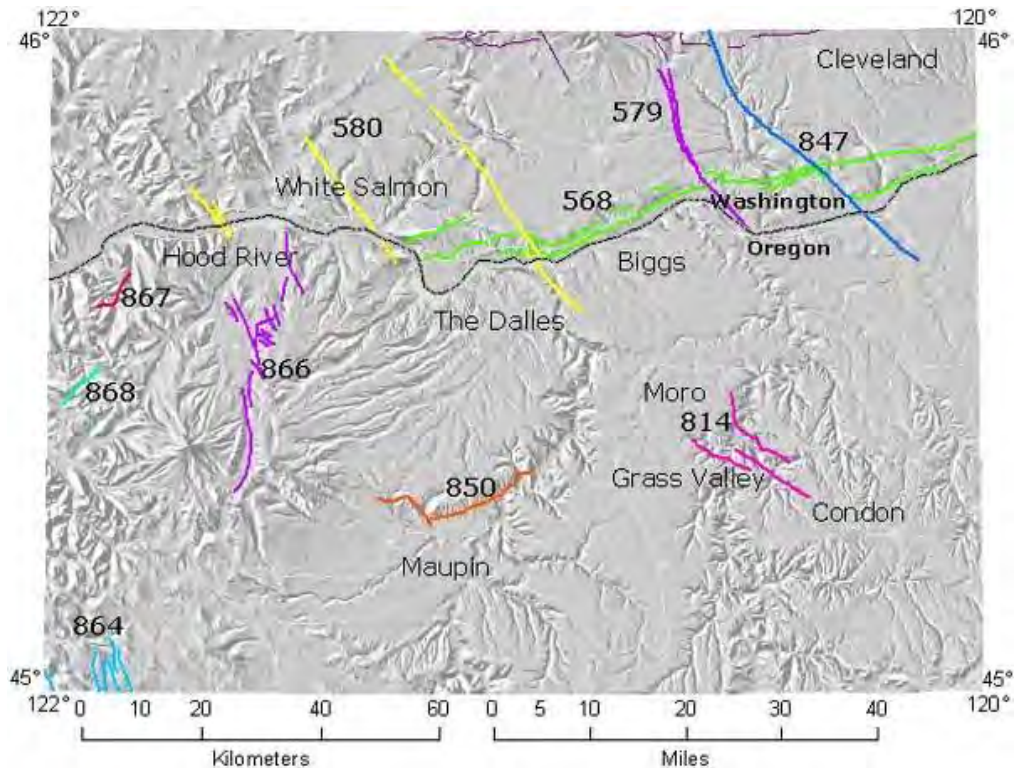 122°
120°
46°
46°
Cleveland
580
579
847
White Salmon
568
Washington
Oregon
Hood River
Biggs
867
The Dalles
866
868
Moro
814
850
Grass Valley
Condon
Maupin
864
45°
45°
122°
120°
0 10 20 40 60
0 5 10 20 30 40
Kilometers
Miles